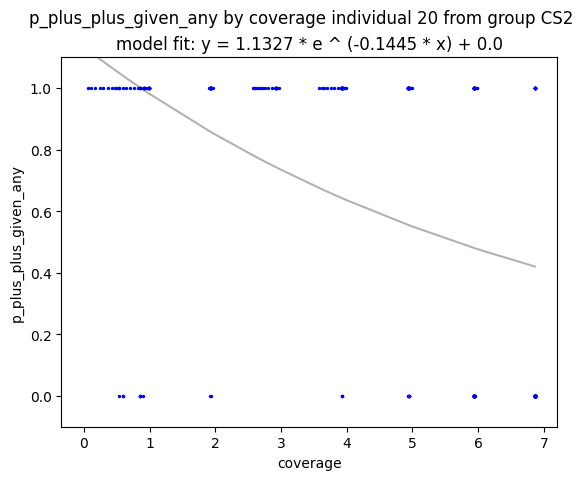 p_plus_plus_given_any by coverage individual 20 from group CS2
model fit: y = 1.1327 * e ^ (-0.1445 * x) + 0.0
1.0
0.8
0.6
0.4
0.2
0.0
p_plus_plus_given_any
0 1 2 3 4 5 6 7
coverage